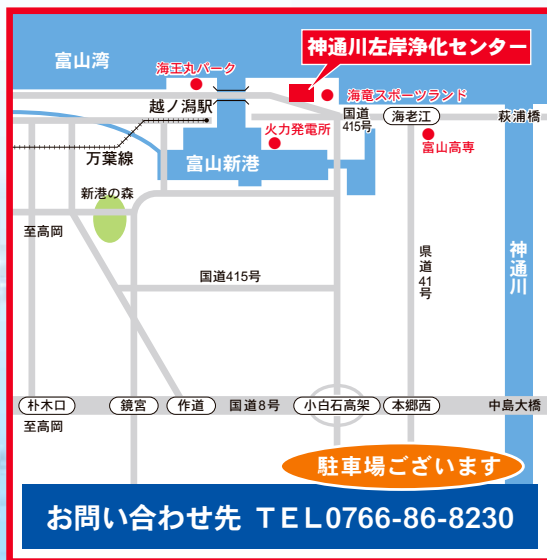 富山湾
神通川左岸浄化センター
海王丸パーク
海竜スポーツランド
越ノ潟駅
国道
415号
海老江
萩浦橋
火力発電所
富山高専
万葉線
富山新港
新港の森
至高岡
県道41号
神通川
国道415号
朴木口
鏡宮
作道
国道8号
小白石高架
本郷西
中島大橋
至高岡
駐車場ございます
お問い合わせ先 TEL0766-86-8230